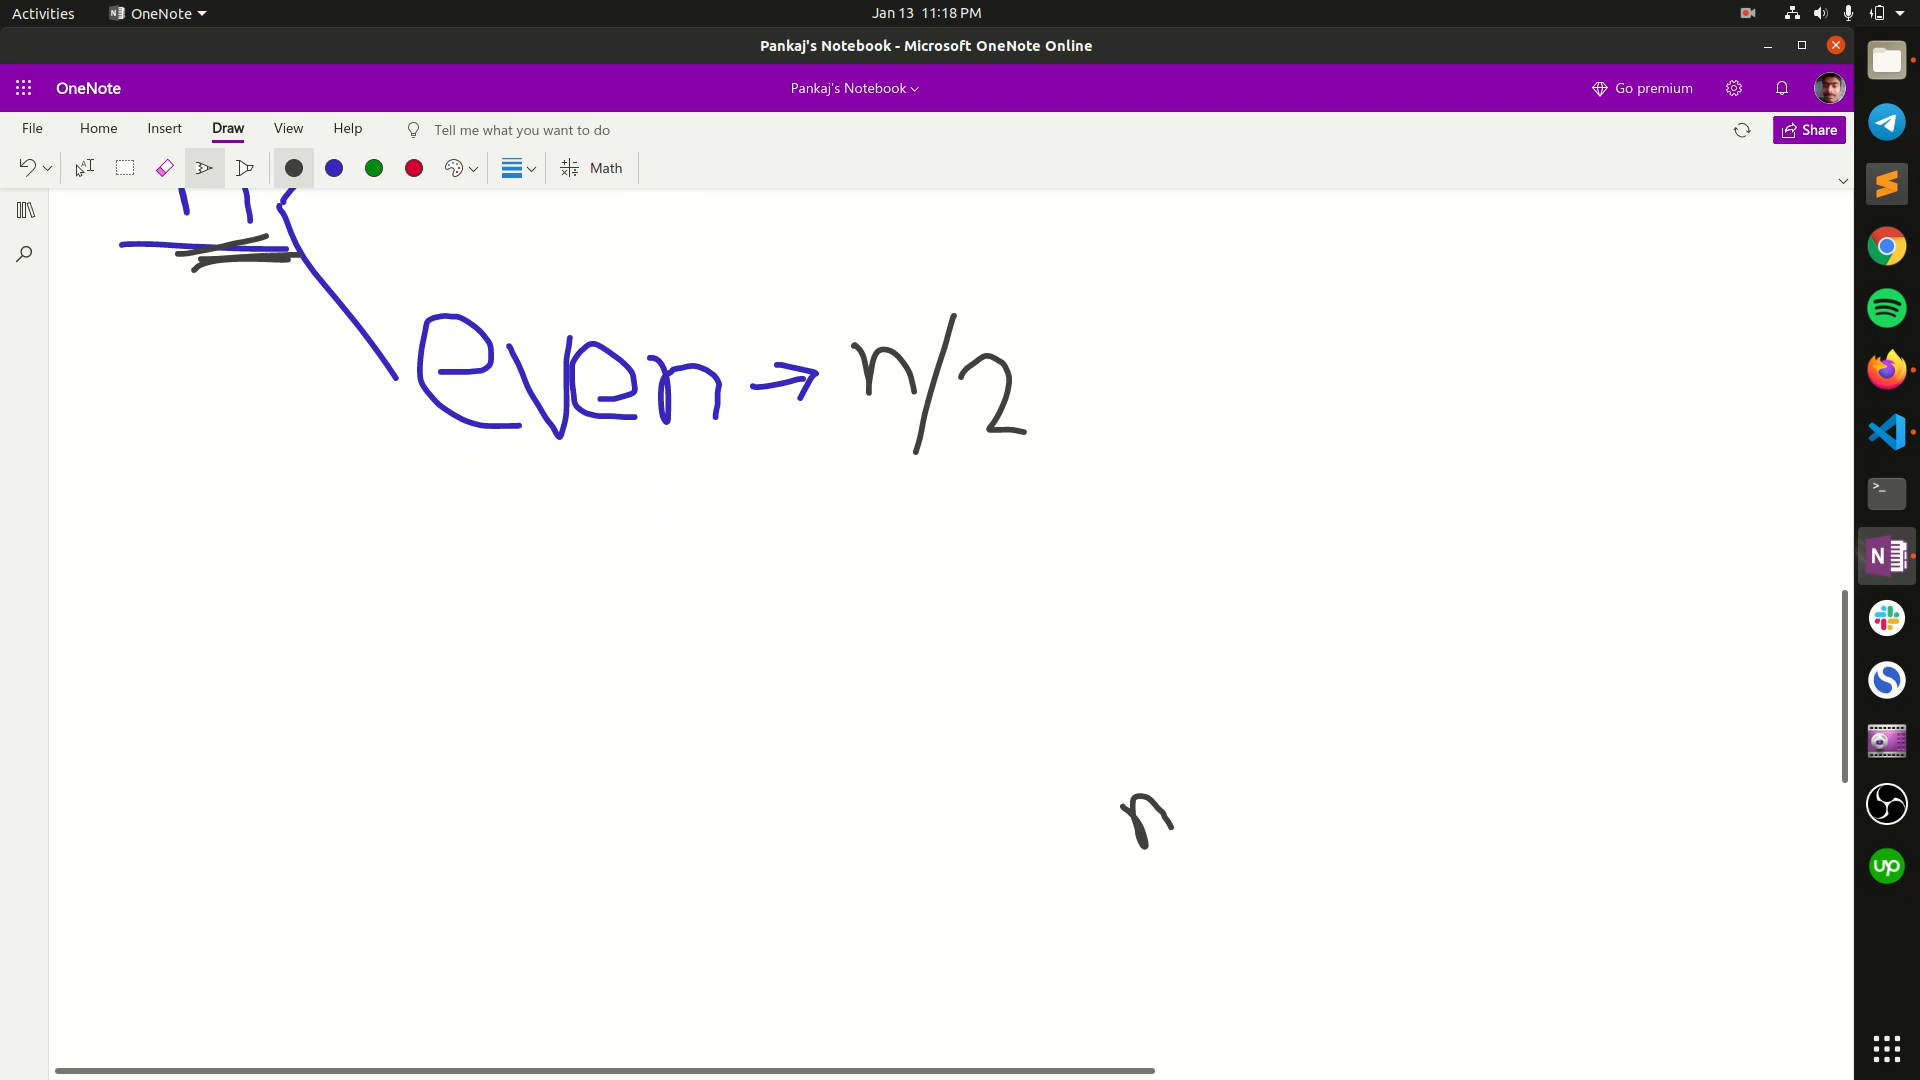 Activities OneNote Jan 13 11:18 PM
Pankaj's Notebook - Microsoft OneNote Online
OneNote Pankaj's Notebook Go premium
File Home Insert Draw View Help Tell me what you want to do Share
Math
even → n/2
n